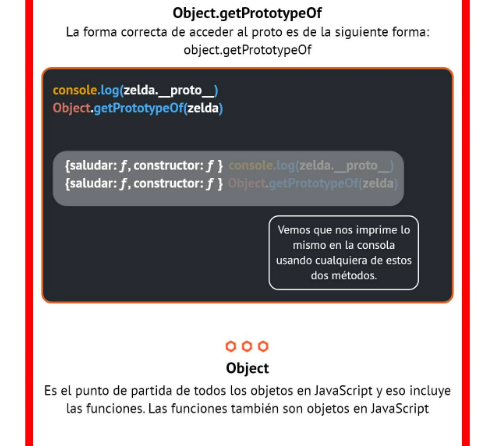 Object.getPrototypeOf
La forma correcta de acceder al proto es de la siguiente forma:
object.getPrototypeOf
console.log(zelda.__proto__)
Object.getPrototypeOf(zelda)
{saludar: ƒ, constructor: ƒ } console.log(zelda.__proto__)
{saludar: ƒ, constructor: ƒ } Object.getPrototypeOf(zelda)
Vemos que nos imprime lo
mismo en la consola
usando cualquiera de estos
dos métodos.
Object
Es el punto de partida de todos los objetos en JavaScript y eso incluye
las funciones. Las funciones también son objetos en JavaScript